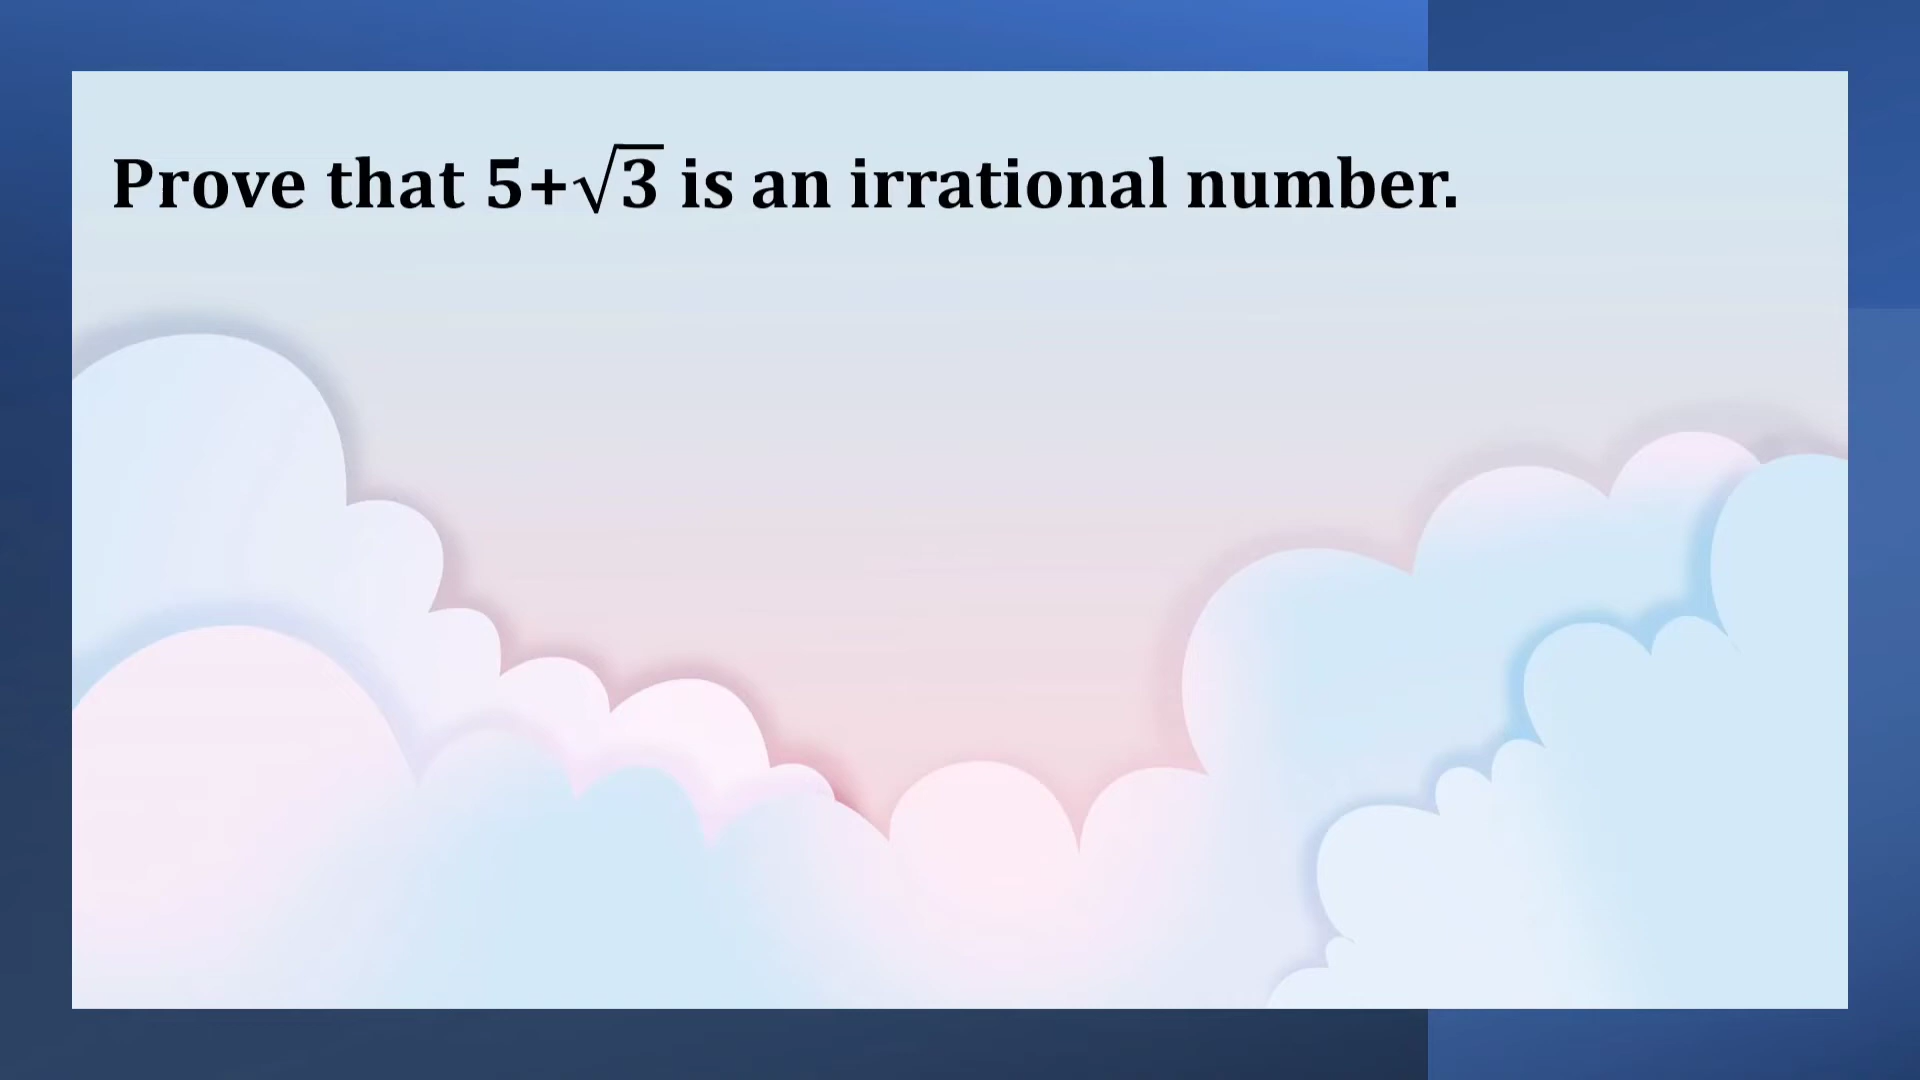 Prove that 5+√3 is an irrational number.